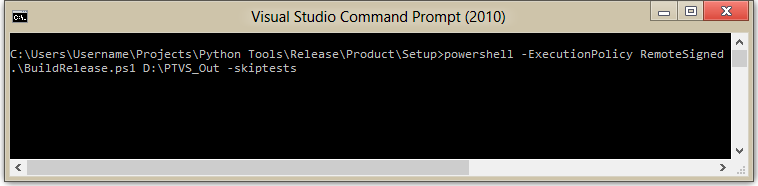 Visual Studio Command Prompt (2010)
C:\Users\Username\Projects\Python Tools\Release\Product\Setup>powershell -ExecutionPolicy RemoteSigned
.\BuildRelease.ps1 D:\PTVS_Out -skiptests